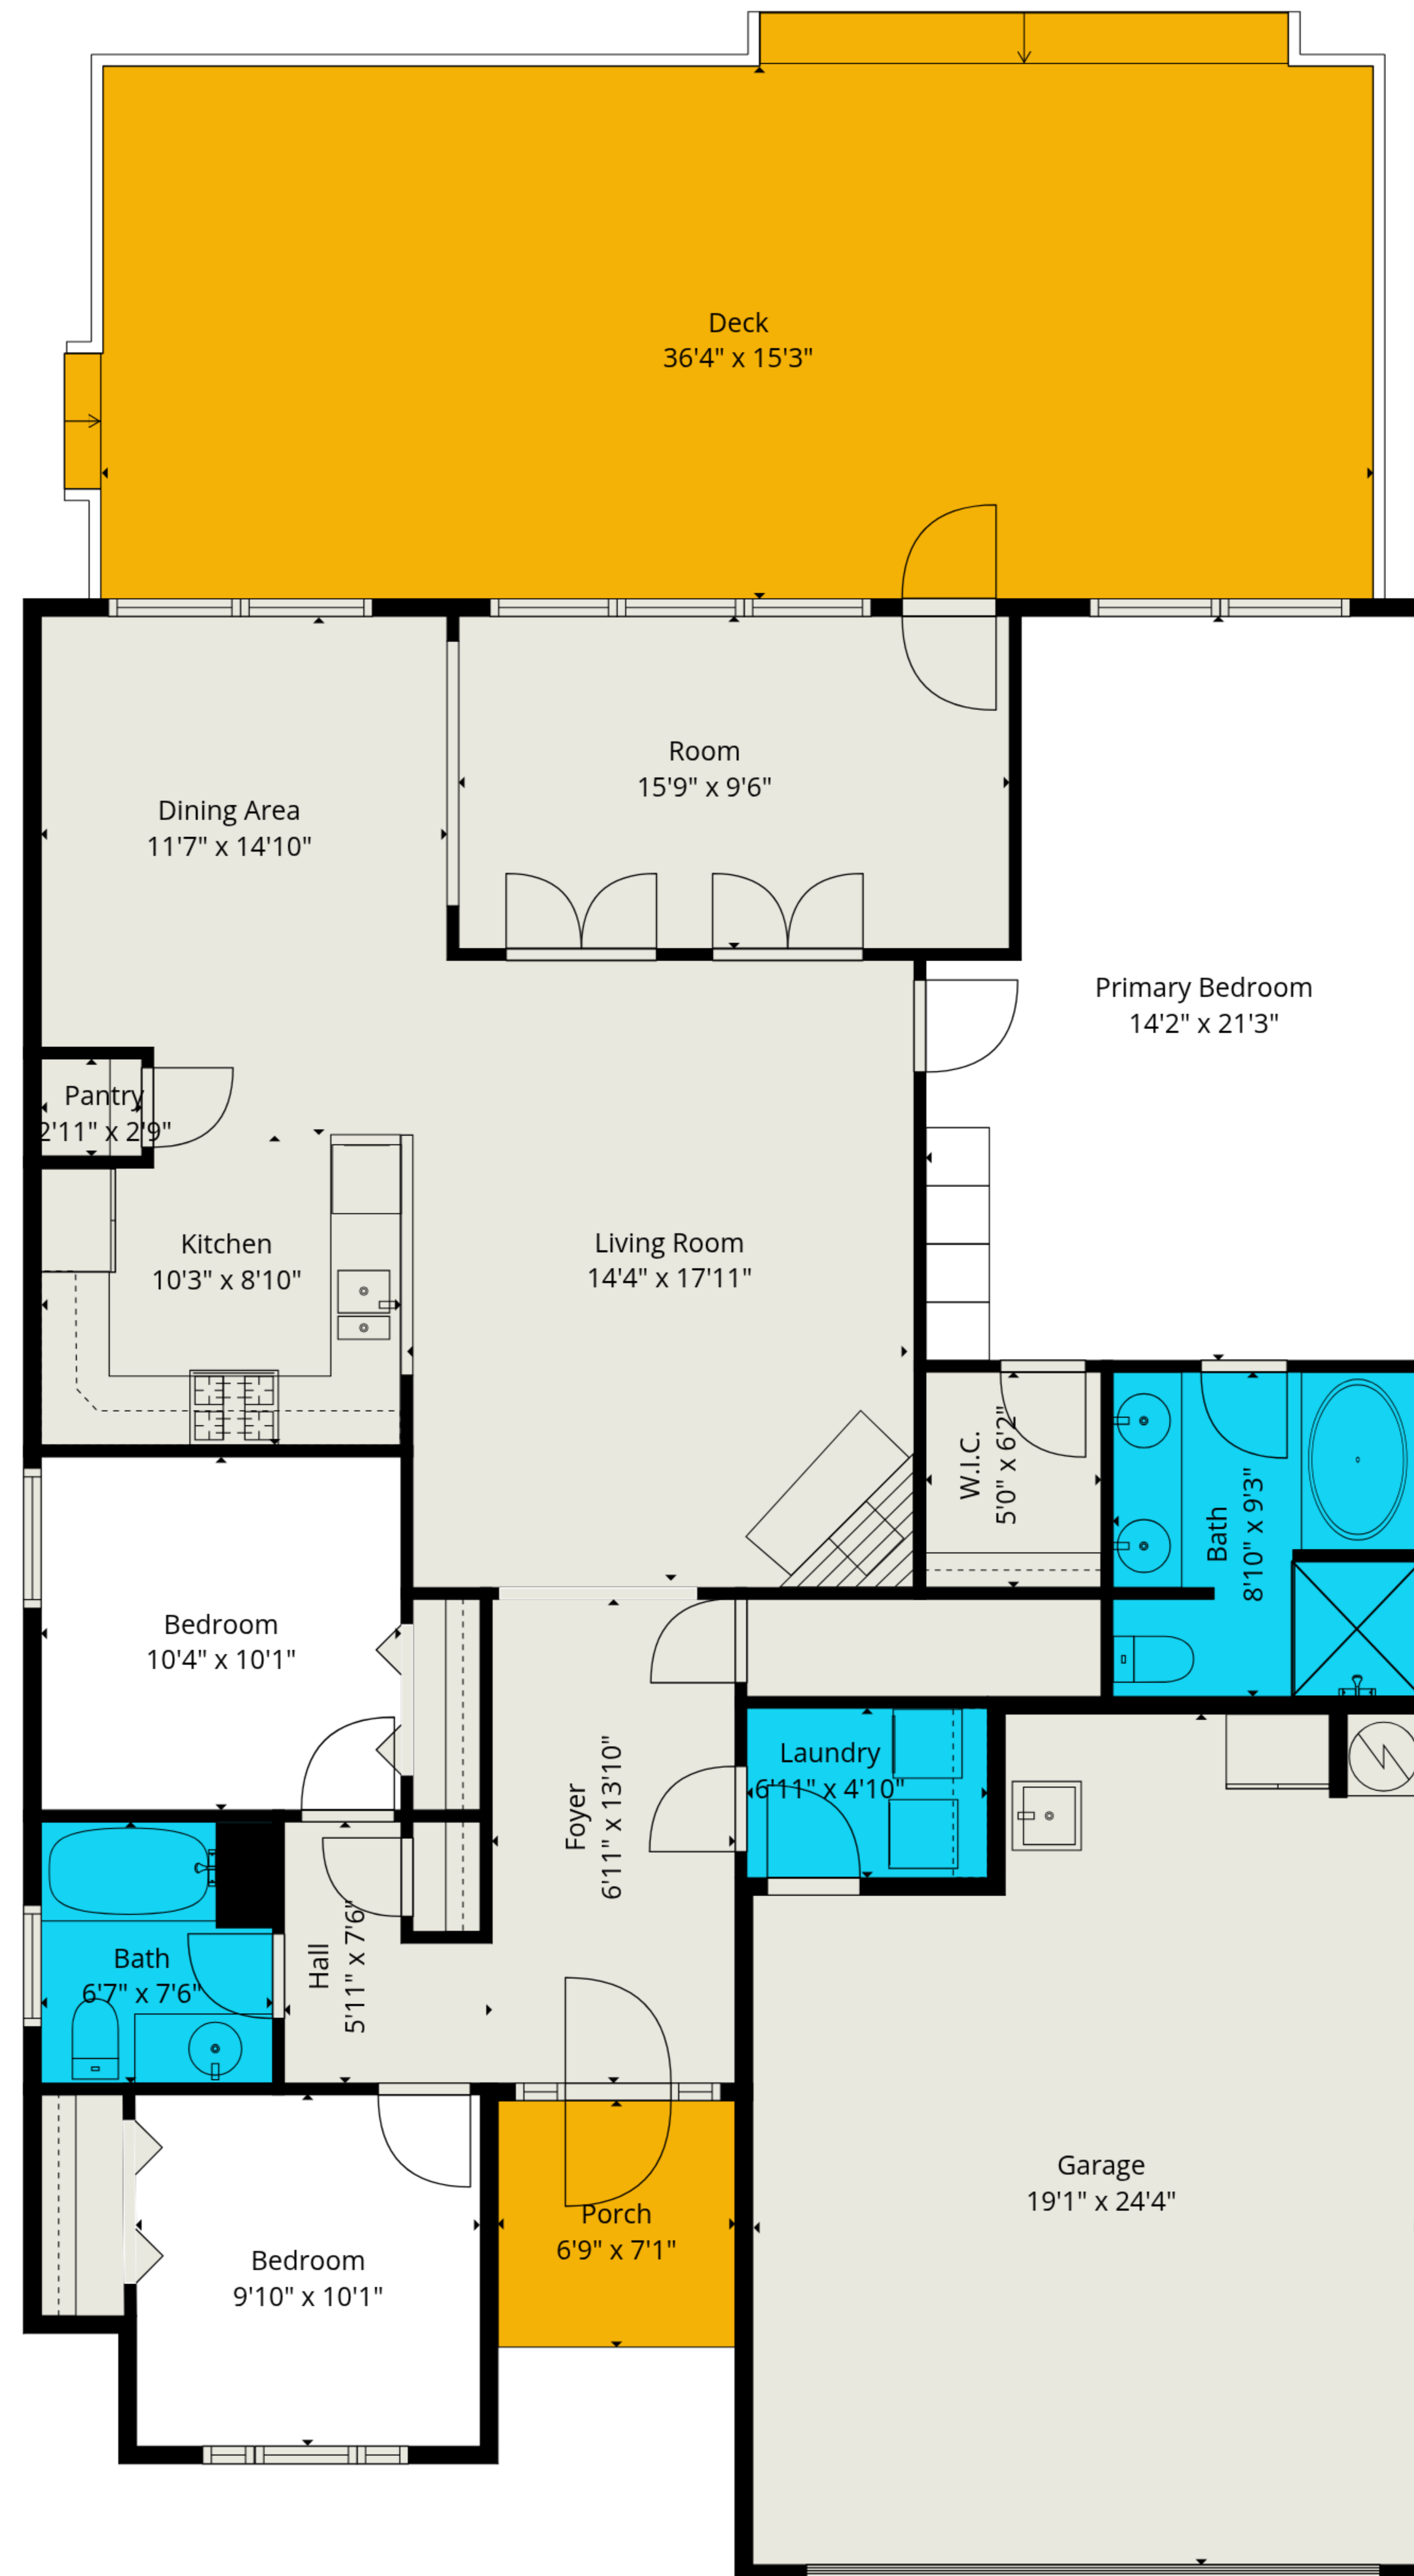 Deck
36'4" x 15'3"
Room
15'9" x 9'6"
Dining Area
11'7" x 14'10"
Primary Bedroom
14'2" x 21'3"
Pantry
2'11" x 2'9"
Kitchen
10'3" x 8'10"
Living Room
14'4" x 17'11"
W.I.C.
5'0" x 6'2"
Bath
8'10" x 9'3"
Bedroom
10'4" x 10'1"
Laundry
6'11" x 4'10"
Foyer
6'11" x 13'10"
Bath
6'7" x 7'6"
Hall
5'11" x 7'6"
Garage
19'1" x 24'4"
Porch
6'9" x 7'1"
Bedroom
9'10" x 10'1"